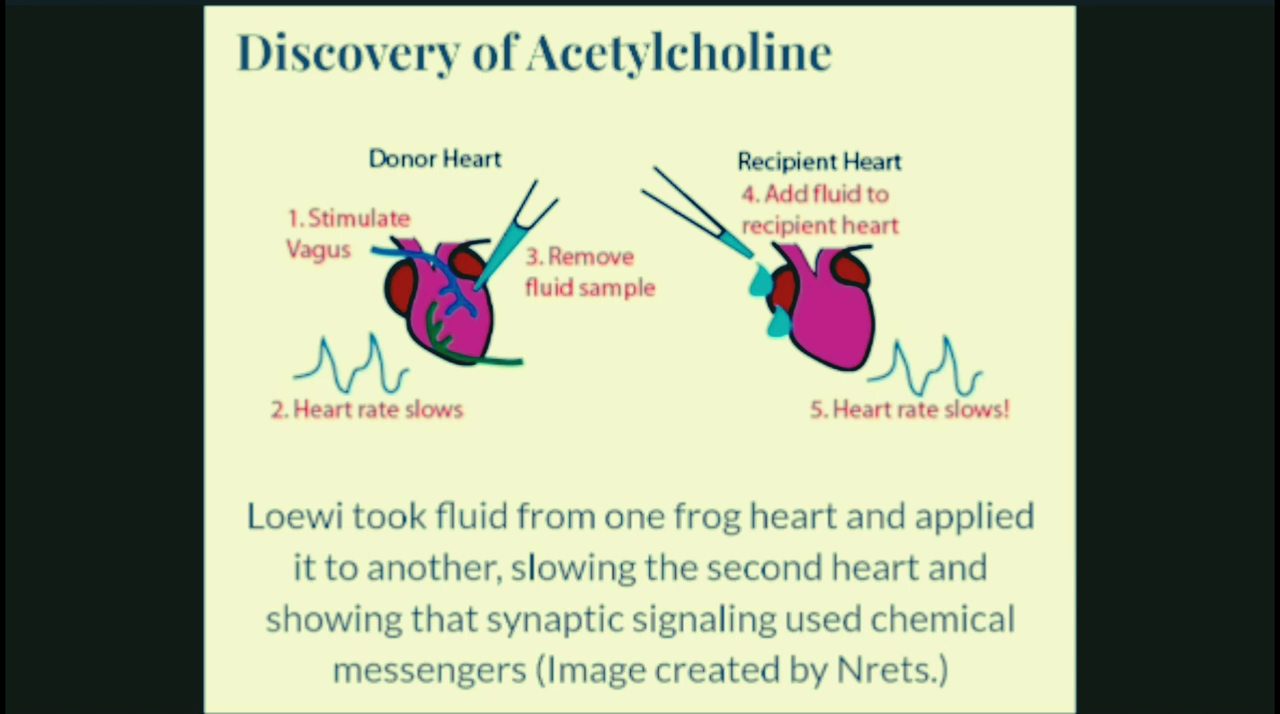 Discovery of Acetylcholine
Donor Heart
1. Stimulate
Vagus
3. Remove
fluid sample
2. Heart rate slows
Recipient Heart
4. Add fluid to
recipient heart
5. Heart rate slows!
Loewi took fluid from one frog heart and applied
it to another, slowing the second heart and
showing that synaptic signaling used chemical
messengers (Image created by Nrets.)